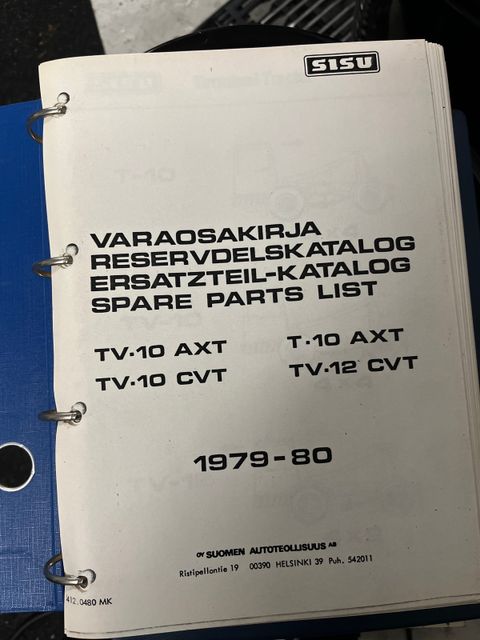 SISU
VARAOSAKIRJA
RESERVDELSKATALOG
ERSATZTEIL-KATALOG
SPARE PARTS LIST
TV-10 AXT T-10 AXT
TV-10 CVT TV-12 CVT
1979-80
OY SUOMEN AUTOTEOLLISUUS AB
Ristipellontie 19 00390 HELSINKI 39 Puh. 542011
412.0480 MK